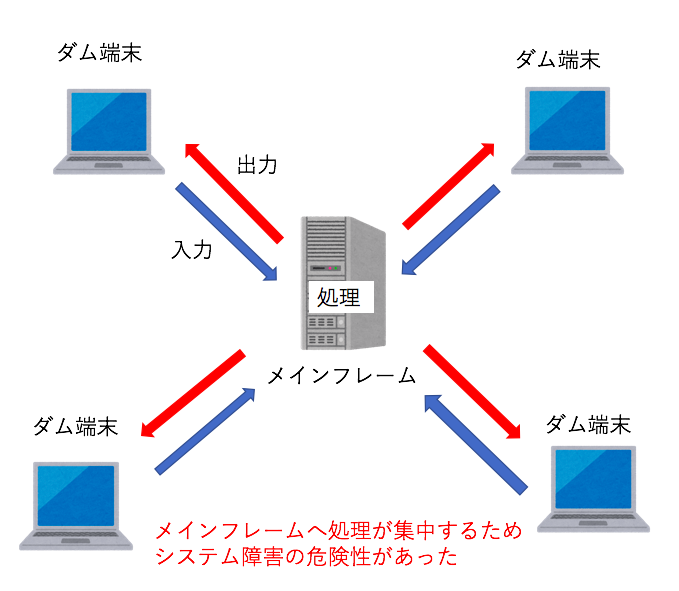 ダム端末
ダム端末
出力
入力
処理
メインフレーム
ダム端末
ダム端末
メインフレームへ処理が集中するため
システム障害の危険性があった